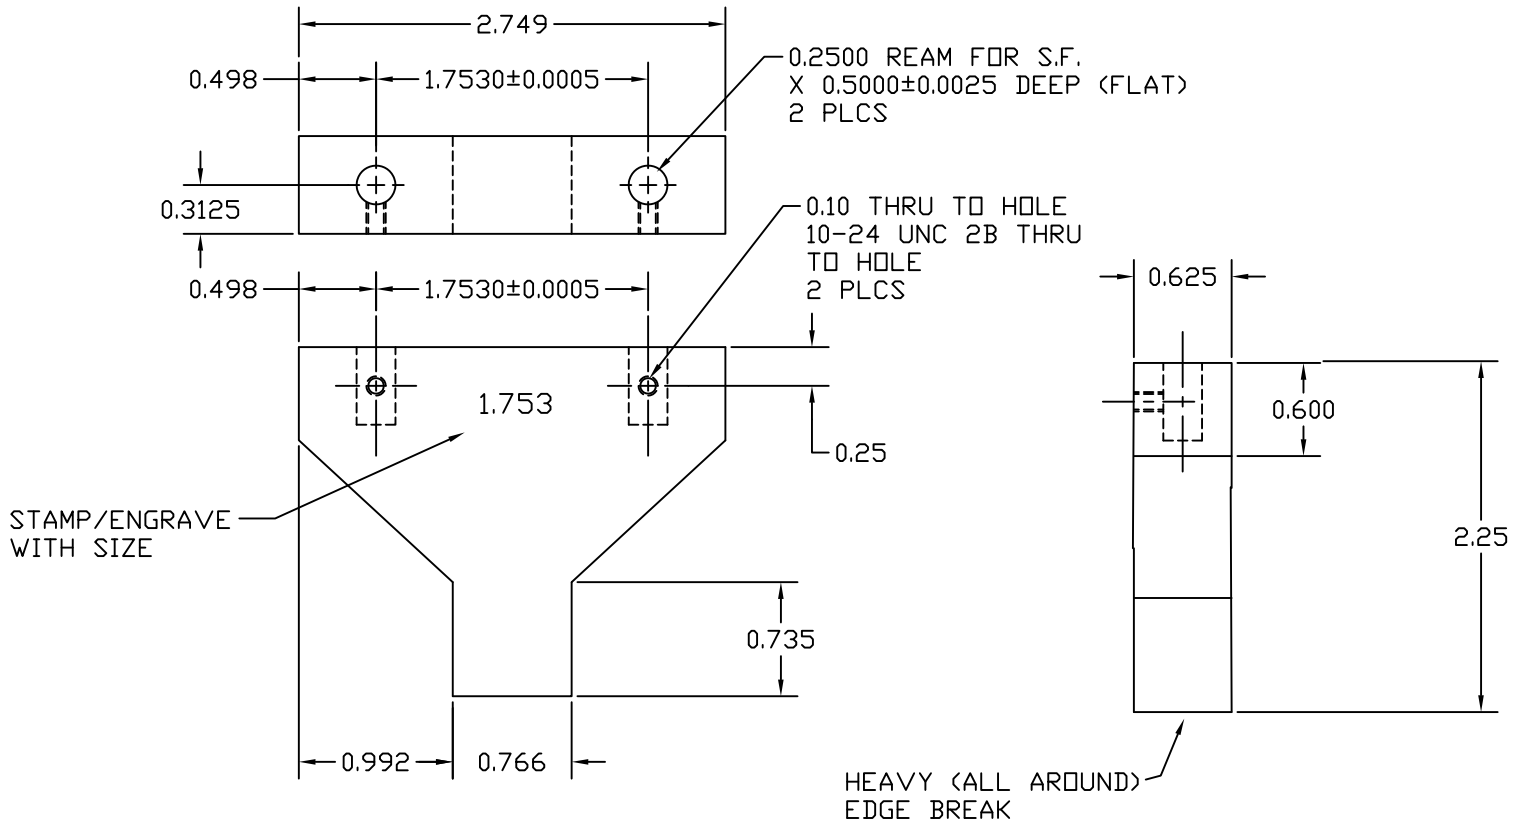 2.749
0.498
1.7530±0.0005
0.2500 REAM FOR S.F.
X 0.5000±0.0025 DEEP (FLAT)
2 PLCS
0.3125
0.10 THRU TO HOLE
10-24 UNC 2B THRU
TO HOLE
2 PLCS
0.498
1.7530±0.0005
0.625
1.753
0.600
0.25
STAMP/ENGRAVE
WITH SIZE
2.25
0.735
0.992
0.766
HEAVY (ALL AROUND)
EDGE BREAK